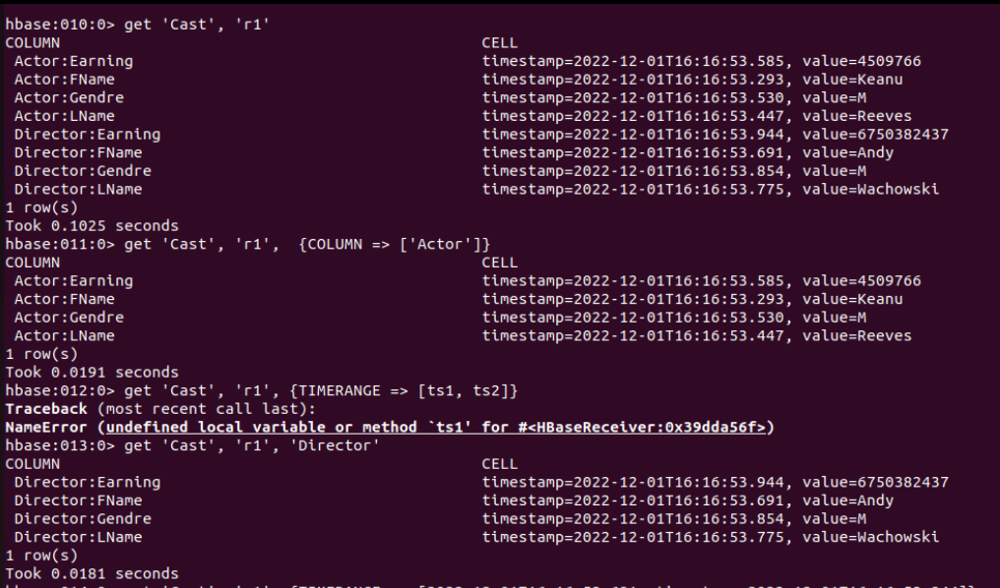 hbase:010:0> get 'Cast', 'r1'
COLUMN CELL
Actor:Earning timestamp=2022-12-01T16:16:53.585, value=4509766
Actor:FName timestamp=2022-12-01T16:16:53.293, value=Keanu
Actor:Gendre timestamp=2022-12-01T16:16:53.530, value=M
Actor:LName timestamp=2022-12-01T16:16:53.447, value=Reeves
Director:Earning timestamp=2022-12-01T16:16:53.944, value=6750382437
Director:FName timestamp=2022-12-01T16:16:53.691, value=Andy
Director:Gendre timestamp=2022-12-01T16:16:53.854, value=M
Director:LName timestamp=2022-12-01T16:16:53.775, value=Wachowski
1 row(s)
Took 0.1025 seconds
hbase:011:0> get 'Cast', 'r1',  {COLUMN => ['Actor']}
COLUMN CELL
Actor:Earning timestamp=2022-12-01T16:16:53.585, value=4509766
Actor:FName timestamp=2022-12-01T16:16:53.293, value=Keanu
Actor:Gendre timestamp=2022-12-01T16:16:53.530, value=M
Actor:LName timestamp=2022-12-01T16:16:53.447, value=Reeves
1 row(s)
Took 0.0191 seconds
hbase:012:0> get 'Cast', 'r1', {TIMERANGE => [ts1, ts2]}
Traceback (most recent call last):
NameError (undefined local variable or method `ts1' for #<HBaseReceiver:0x39dda56f>)
hbase:013:0> get 'Cast', 'r1', 'Director'
COLUMN CELL
Director:Earning timestamp=2022-12-01T16:16:53.944, value=6750382437
Director:FName timestamp=2022-12-01T16:16:53.691, value=Andy
Director:Gendre timestamp=2022-12-01T16:16:53.854, value=M
Director:LName timestamp=2022-12-01T16:16:53.775, value=Wachowski
1 row(s)
Took 0.0181 seconds